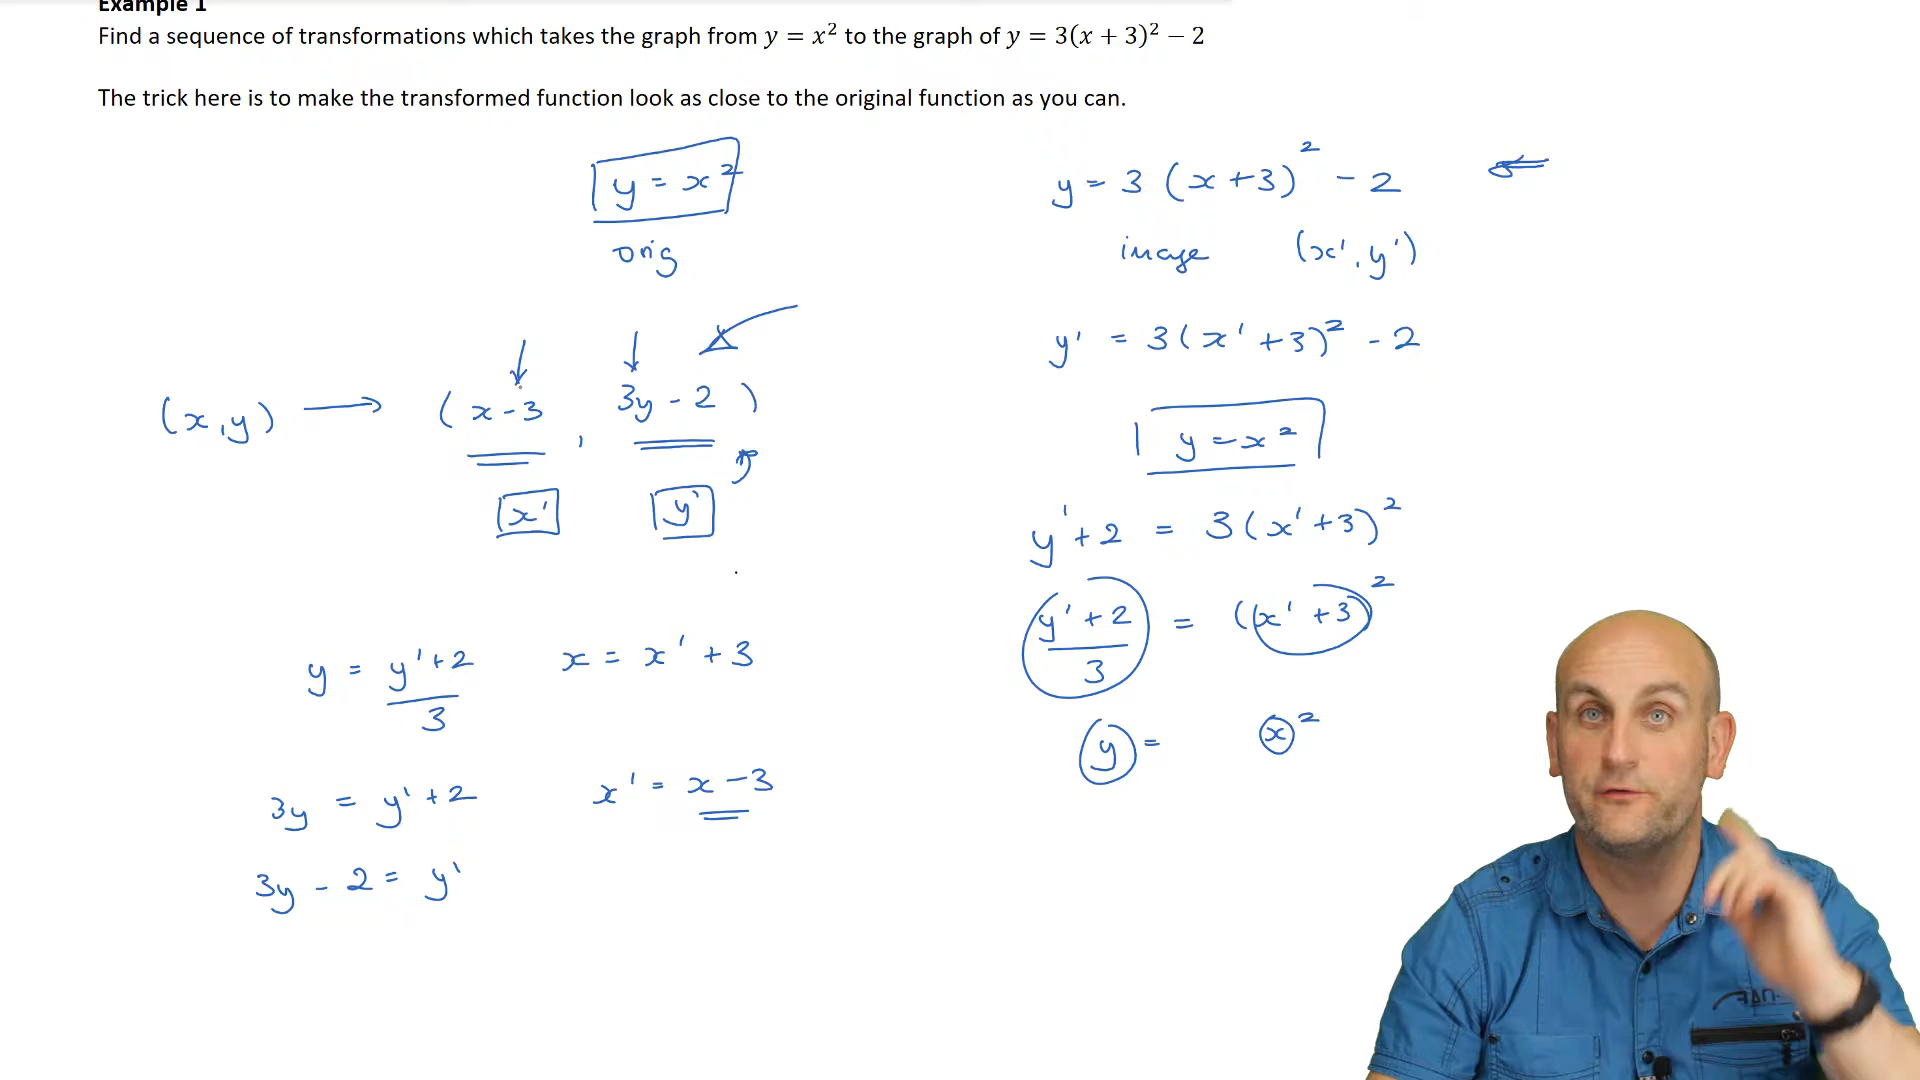 Example 1
Find a sequence of transformations which takes the graph from y = x² to the graph of y = 3(x + 3)² − 2
The trick here is to make the transformed function look as close to the original function as you can.
y = x²
orig
(x,y) → (x-3, 3y-2)
x' y'
y = y'+2/3 x = x'+3
3y = y'+2 x' = x-3
3y-2 = y'
y = 3(x+3)² - 2
image (x',y')
y' = 3(x'+3)² - 2
y = x²
y'+2 = 3(x'+3)²
y'+2/3 = (x'+3)²
y = x²